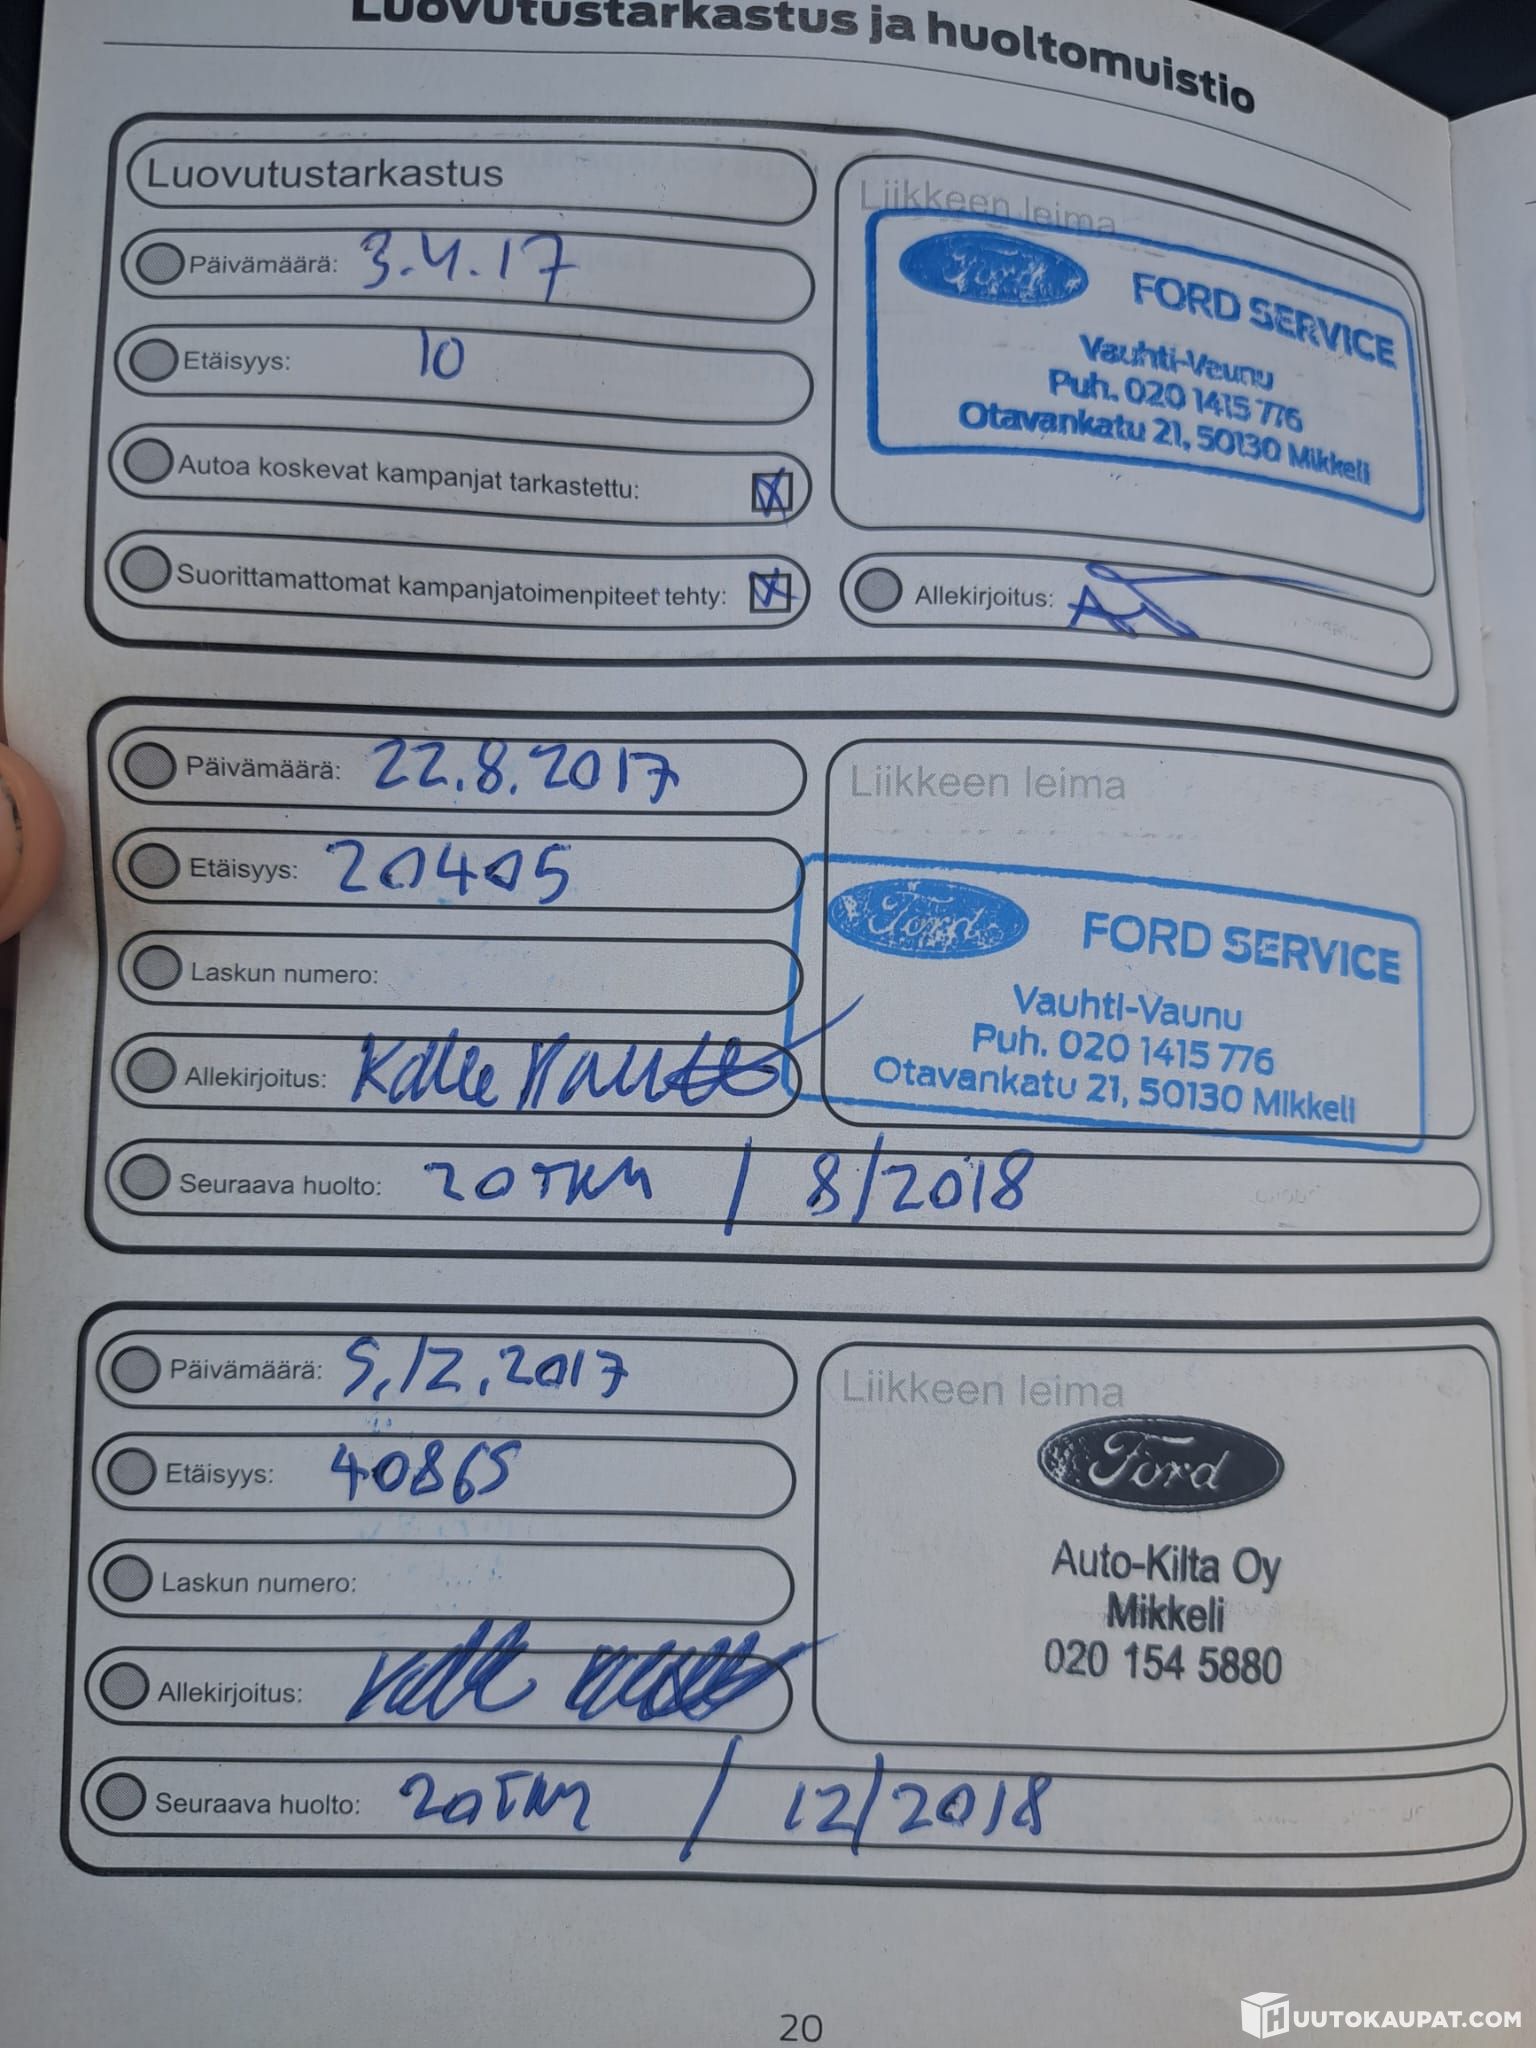 Luovutustarkastus ja huoltomuistio
Luovutustarkastus
Päivämäärä: 3.4.17
Etäisyys: 10
Autoa koskevat kampanjat tarkastettu: X
Suorittamattomat kampanjatoimenpiteet tehty: X
Liikkeen leima
Ford FORD SERVICE
Vauhti-Vaunu
Puh. 020 1415 776
Otavankatu 21, 50130 Mikkeli
Allekirjoitus:
Päivämäärä: 22.8.2017
Etäisyys: 20405
Laskun numero:
Allekirjoitus: Kalle
Liikkeen leima
Ford FORD SERVICE
Vauhti-Vaunu
Puh. 020 1415 776
Otavankatu 21, 50130 Mikkeli
Seuraava huolto: 20TKM / 8/2018
Päivämäärä: 5.12.2017
Etäisyys: 40865
Laskun numero:
Allekirjoitus:
Liikkeen leima
Ford
Auto-Kilta Oy
Mikkeli
020 154 5880
Seuraava huolto: 20TKM / 12/2018
20
HUUTOKAUPAT.COM